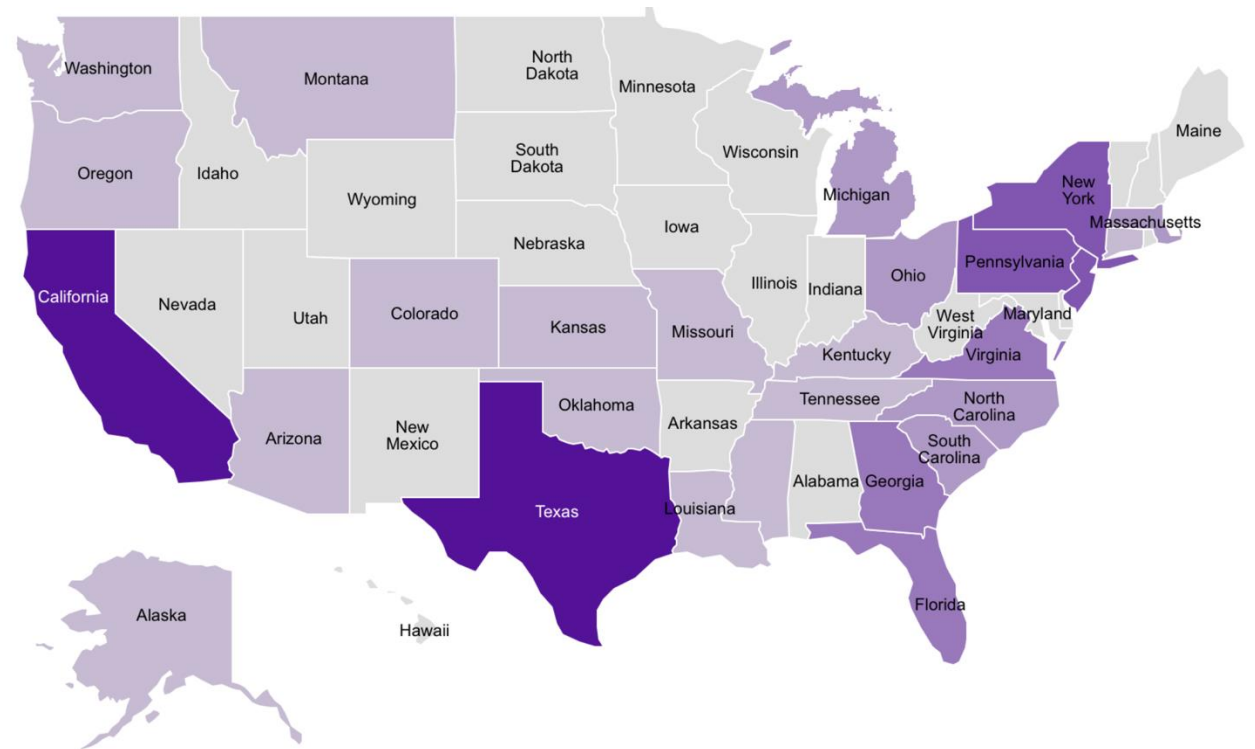 Washington
Montana
North
Dakota
Minnesota
Maine
Oregon
Idaho
South
Dakota
Wisconsin
Michigan
Wyoming
New
York
Massachusetts
Iowa
Nebraska
Pennsylvania
California
Nevada
Utah
Colorado
Kansas
Missouri
Illinois
Indiana
Ohio
West
Virginia
Maryland
Kentucky
Virginia
Arizona
New
Mexico
Oklahoma
Arkansas
Tennessee
North
Carolina
South
Carolina
Texas
Louisiana
Alabama
Georgia
Florida
Alaska
Hawaii